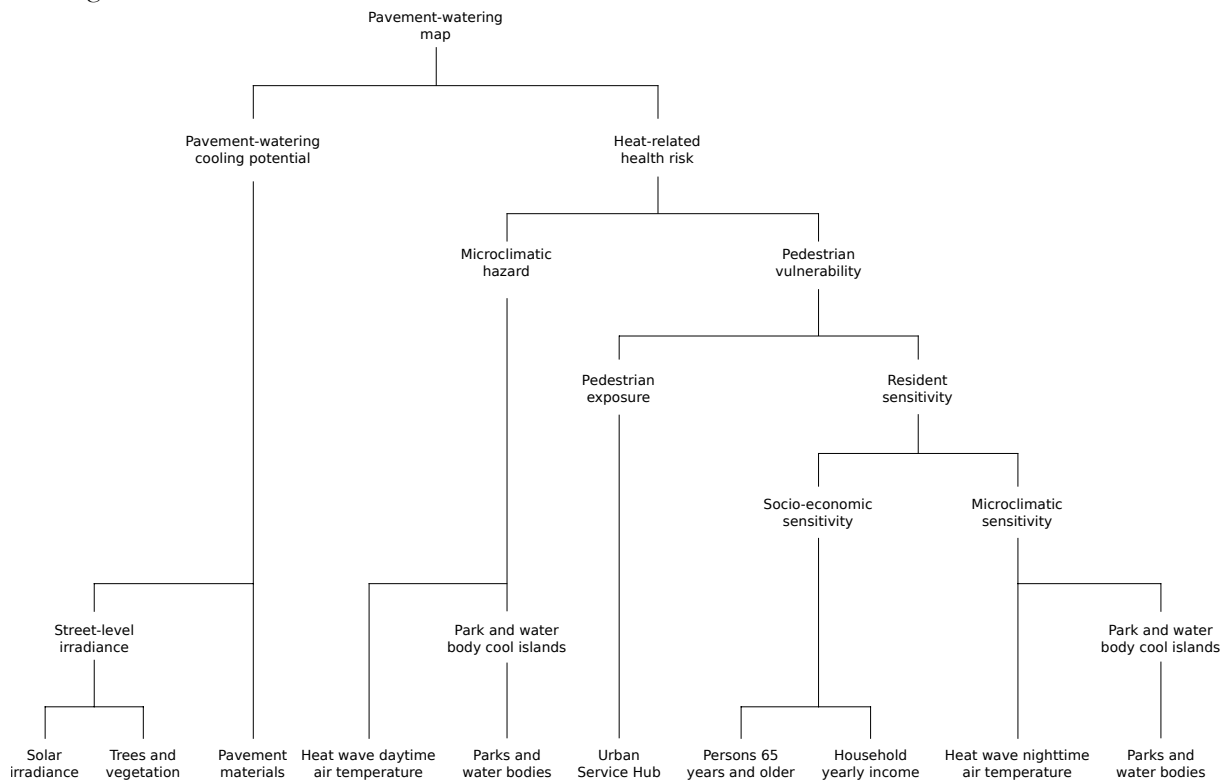 Pavement-watering
map
Pavement-watering
cooling potential
Heat-related
health risk
Microclimatic
hazard
Pedestrian
vulnerability
Pedestrian
exposure
Resident
sensitivity
Socio-economic
sensitivity
Microclimatic
sensitivity
Street-level
irradiance
Park and water
body cool islands
Park and water
body cool islands
Solar
irradiance
Trees and
vegetation
Pavement
materials
Heat wave daytime
air temperature
Parks and
water bodies
Urban
Service Hub
Persons 65
years and older
Household
yearly income
Heat wave nighttime
air temperature
Parks and
water bodies